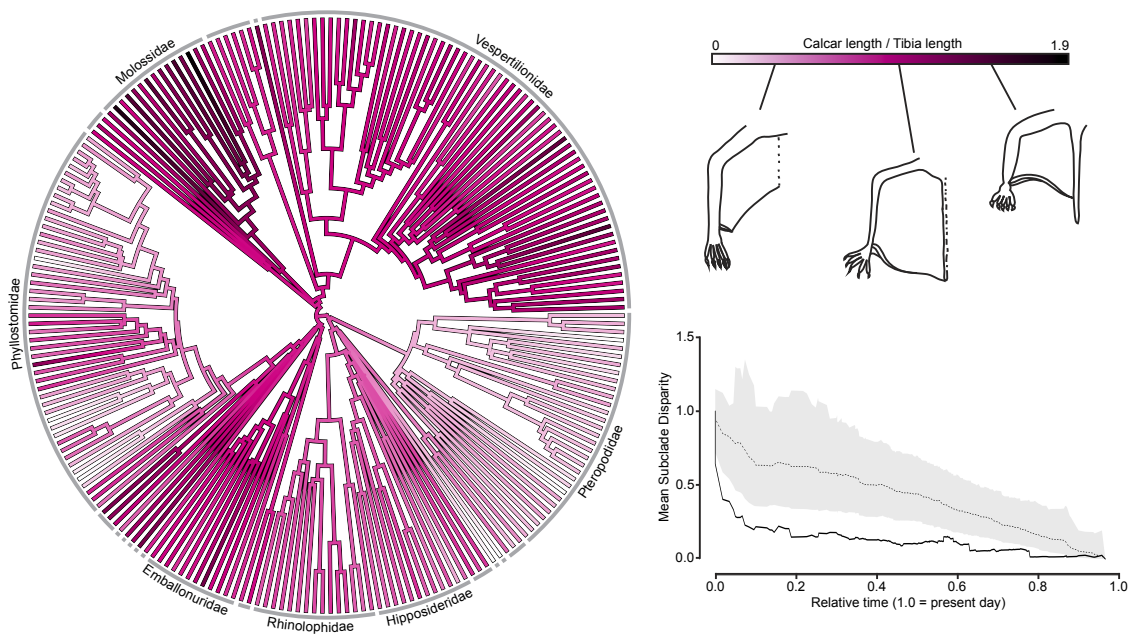 Molossidae
Vespertilionidae
Phyllostomidae
Pteropodidae
Emballonuridae
Rhinolophidae
Hipposideridae
0
Calcar length / Tibia length
1.9
Mean Subclade Disparity
1.5
1.0
0.5
0.0
0.0 0.2 0.4 0.6 0.8 1.0
Relative time (1.0 = present day)